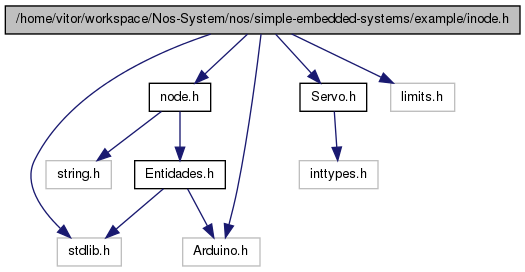 /home/vitor/workspace/Nos-System/nos/simple-embedded-systems/example/inode.h
node.h
Servo.h
limits.h
string.h
Entidades.h
inttypes.h
stdlib.h
Arduino.h